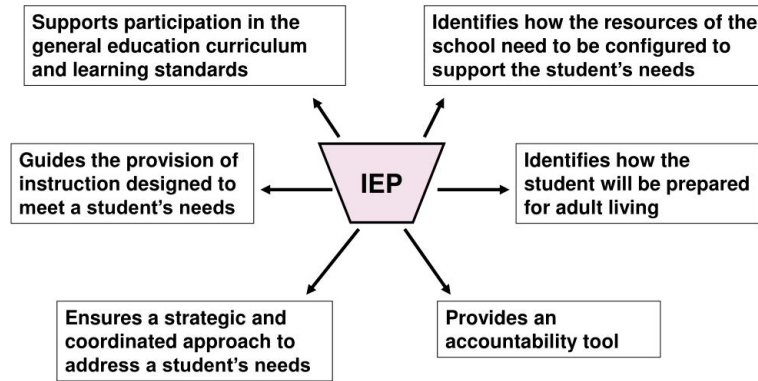 Supports participation in the
general education curriculum
and learning standards
Identifies how the resources of the
school need to be configured to
support the student's needs
Guides the provision of
instruction designed to
meet a student's needs
IEP
Identifies how the
student will be prepared
for adult living
Ensures a strategic and
coordinated approach to
address a student's needs
Provides an
accountability tool